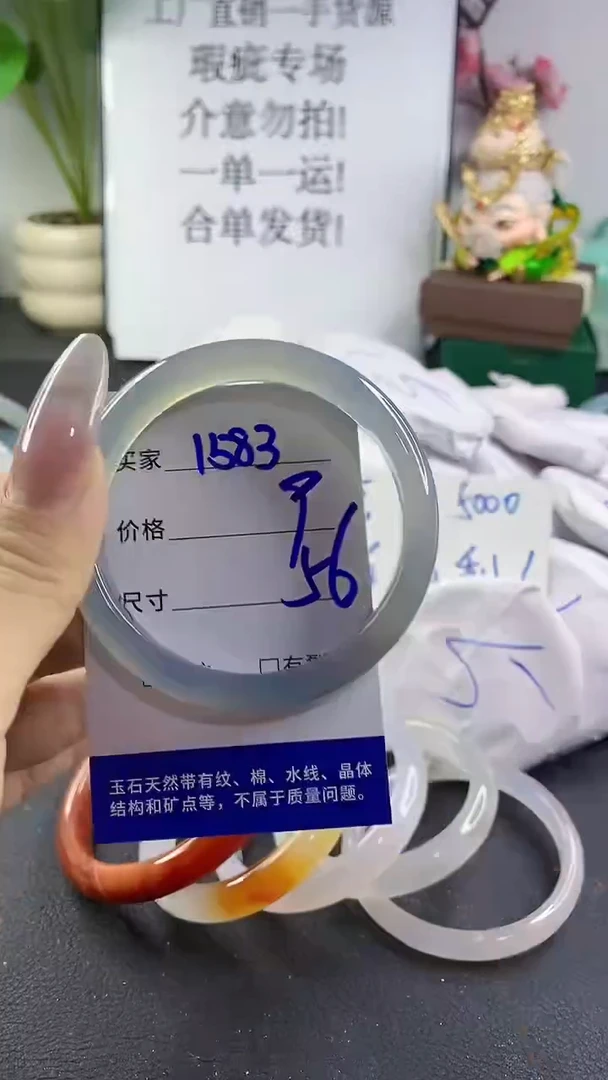 工厂直销一手货源
瑕疵专场
介意勿拍!
一单一运!
合单发货!
买家 1583
价格
尺寸 56
口有裂
5000
玉石天然带有纹、棉、水线、晶体
结构和矿点等，不属于质量问题。